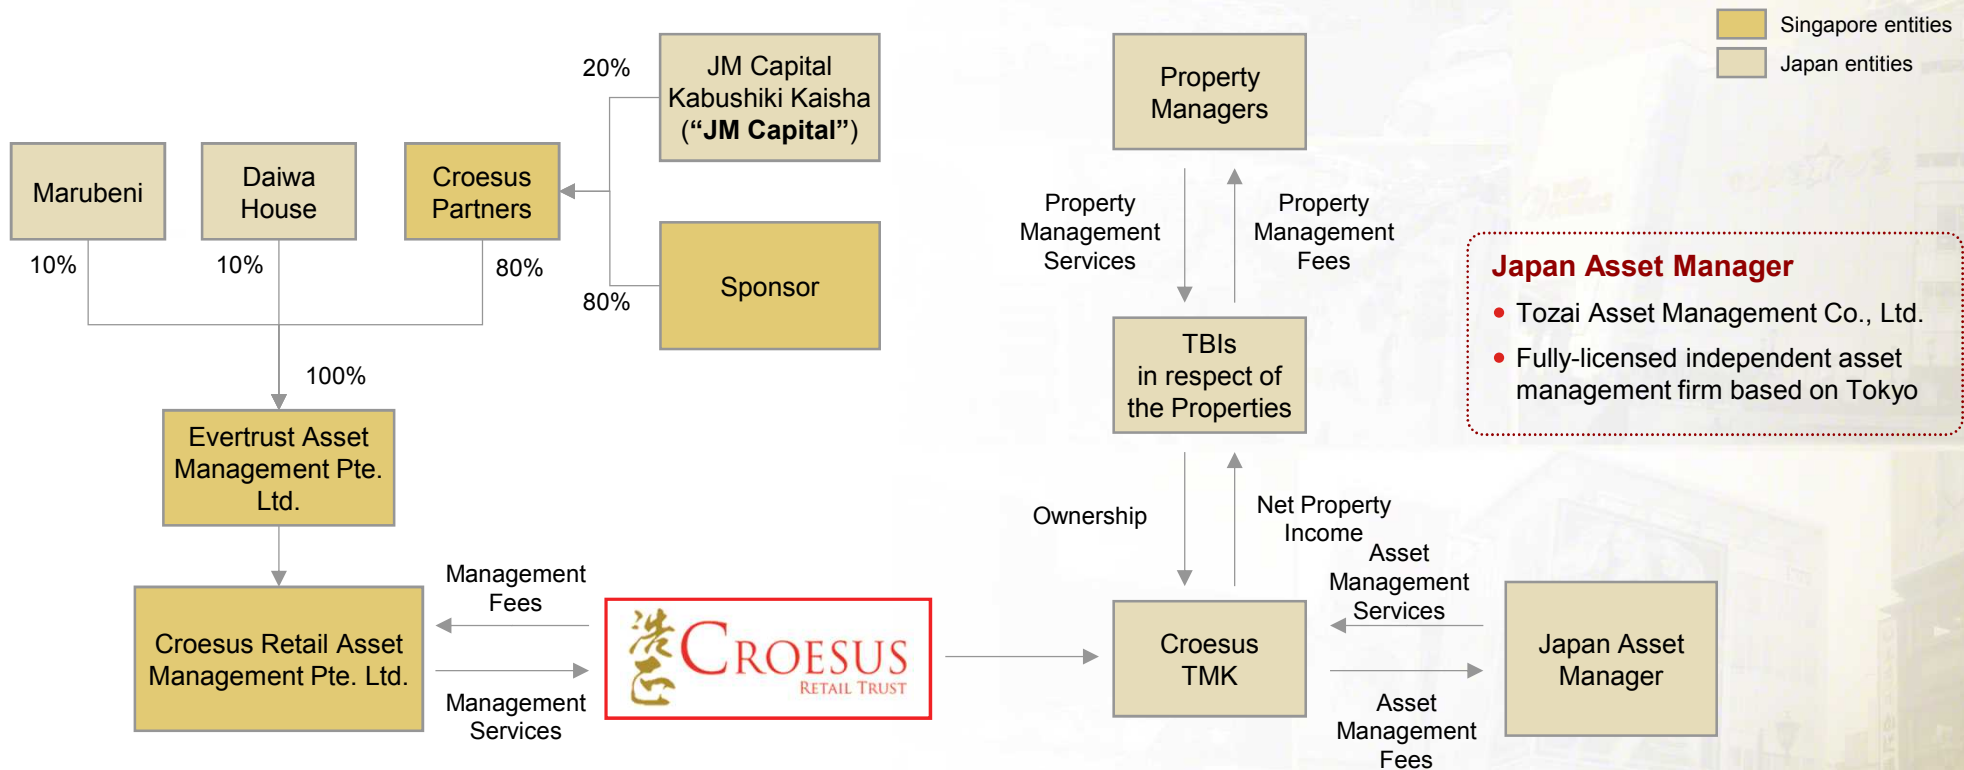 Singapore entities
Japan entities
20%
JM Capital
Kabushiki Kaisha
(“JM Capital”)
Property
Managers
Marubeni
Daiwa
House
Croesus
Partners
10%
10%
80%
80%
Sponsor
Property
Management
Services
Property
Management
Fees
Japan Asset Manager
• Tozai Asset Management Co., Ltd.
• Fully-licensed independent asset
management firm based on Tokyo
100%
TBIs
in respect of
the Properties
Evertrust Asset
Management Pte.
Ltd.
Ownership
Net Property
Income
Management
Fees
Asset
Management
Services
Croesus Retail Asset
Management Pte. Ltd.
浩正
CROESUS
RETAIL TRUST
Croesus
TMK
Japan Asset
Manager
Management
Services
Asset
Management
Fees